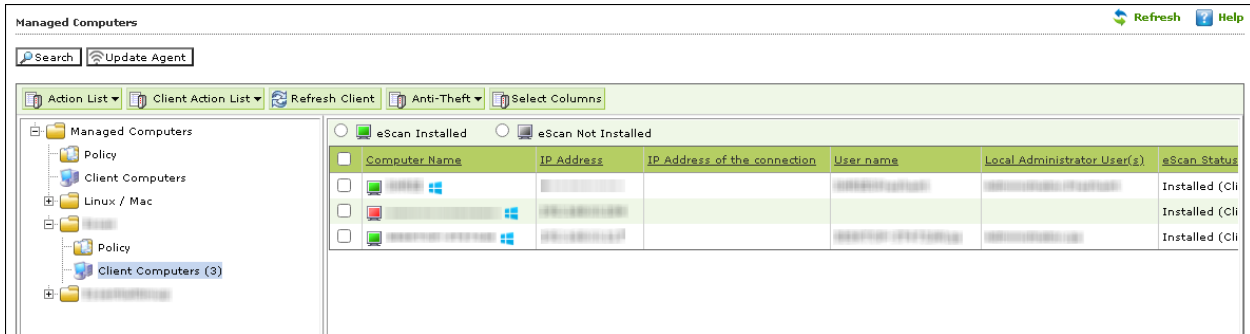 Managed Computers
Refresh Help
Search Update Agent
Action List Client Action List Refresh Client Anti-Theft Select Columns
Managed Computers
Policy
Client Computers
Linux / Mac
Policy
Client Computers (3)
eScan Installed eScan Not Installed
Computer Name IP Address IP Address of the connection User name Local Administrator User(s) eScan Status
Installed (Cli
Installed (Cli
Installed (Cli